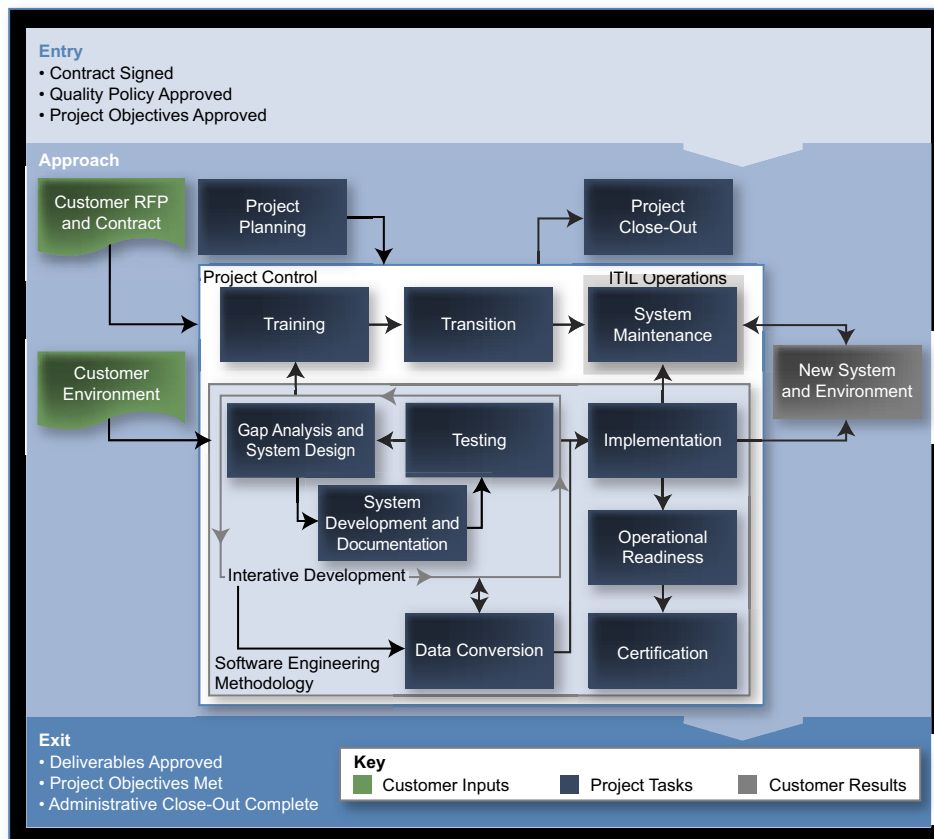 Entry
• Contract Signed
• Quality Policy Approved
• Project Objectives Approved
Approach
Customer RFP
and Contract
Project
Planning
Project
Close-Out
Project Control
ITIL Operations
Training
Transition
System
Maintenance
Customer
Environment
New System
and Environment
Gap Analysis and
System Design
Testing
Implementation
System
Development and
Documentation
Operational
Readiness
Interative Development
Data Conversion
Certification
Software Engineering
Methodology
Exit
• Deliverables Approved
• Project Objectives Met
• Administrative Close-Out Complete
Key
Customer Inputs
Project Tasks
Customer Results